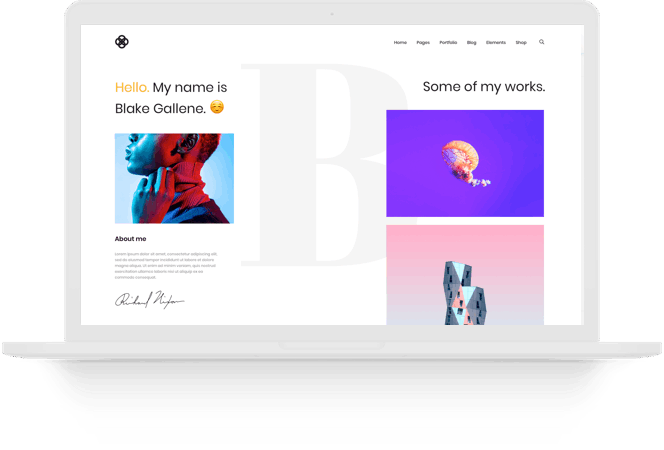 Home Pages Portfolio Blog Elements Shop
Hello. My name is
Blake Gallene.
Some of my works.
B
About me
Lorem ipsum dolor sit amet, consectetur adipiscing elit,
sed do eiusmod tempor incididunt ut labore et dolore
magna aliqua. Ut enim ad minim veniam, quis nostrud
exercitation ullamco laboris nisi ut aliquip ex ea
commodo consequat.